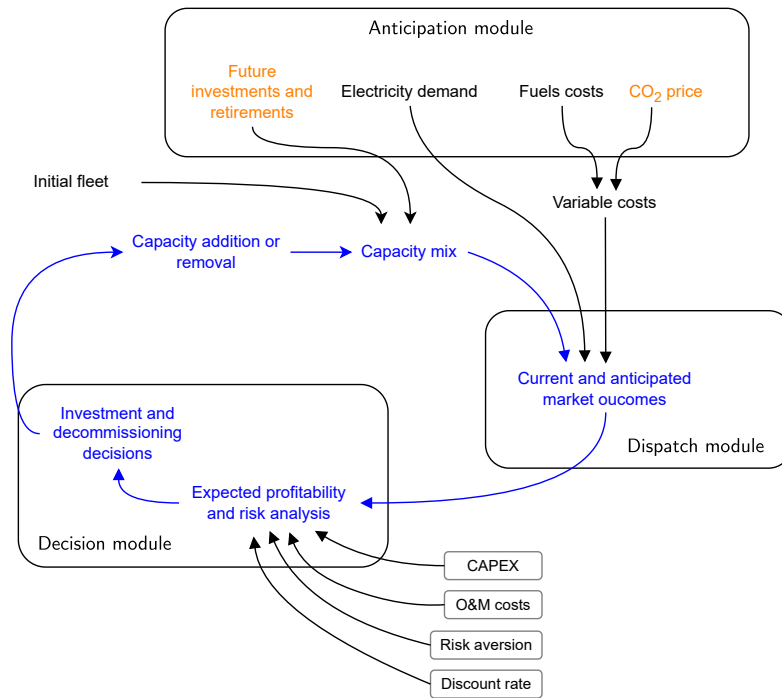 Anticipation module
Future
investments and
retirements
Electricity demand
Fuels costs
CO₂ price
Initial fleet
Variable costs
Capacity addition or
removal
Capacity mix
Current and anticipated
market oucomes
Dispatch module
Investment and
decommissioning
decisions
Expected profitability
and risk analysis
Decision module
CAPEX
O&M costs
Risk aversion
Discount rate